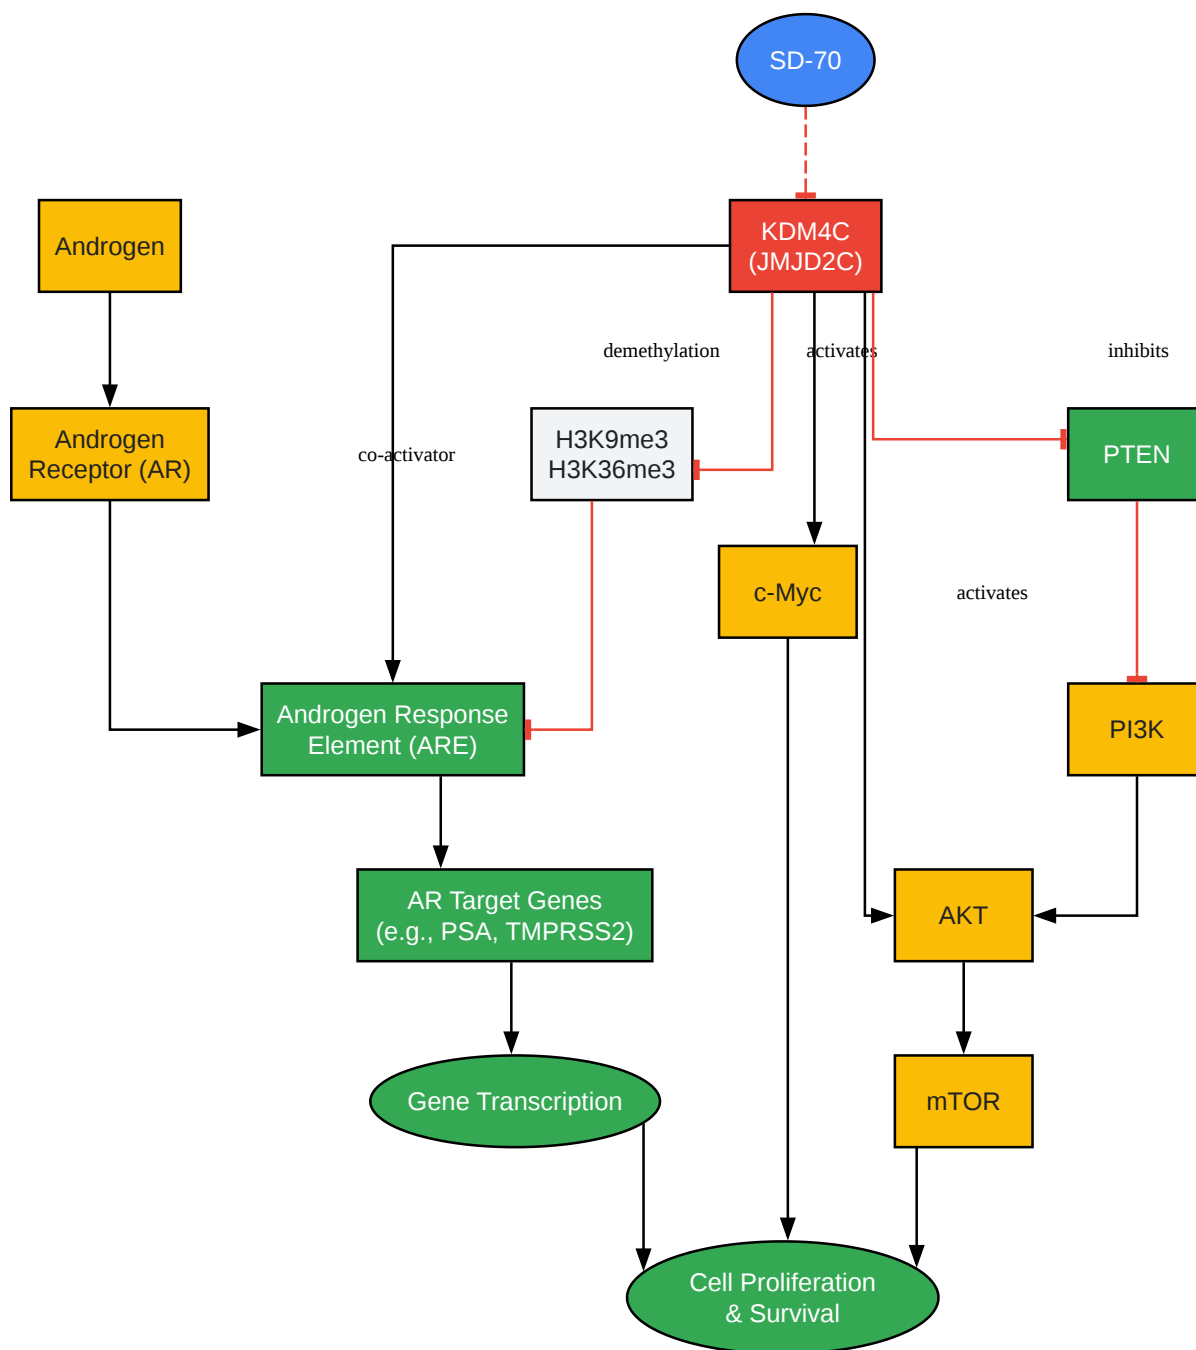 SD-70
KDM4C
(JMJD2C)
Androgen
demethylation
activates
inhibits
Androgen
Receptor (AR)
co-activator
H3K9me3
H3K36me3
PTEN
c-Myc
activates
Androgen Response
Element (ARE)
PI3K
AR Target Genes
(e.g., PSA, TMPRSS2)
AKT
Gene Transcription
mTOR
Cell Proliferation
& Survival